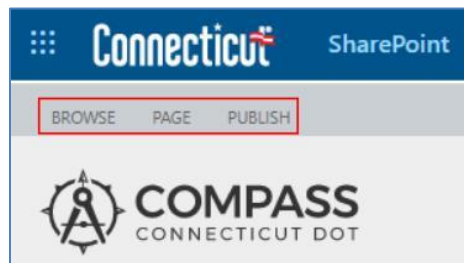 Connecticut SharePoint
BROWSE PAGE PUBLISH
COMPASS
CONNECTICUT DOT